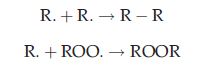 R. + R. → R − R
R. + ROO. → ROOR